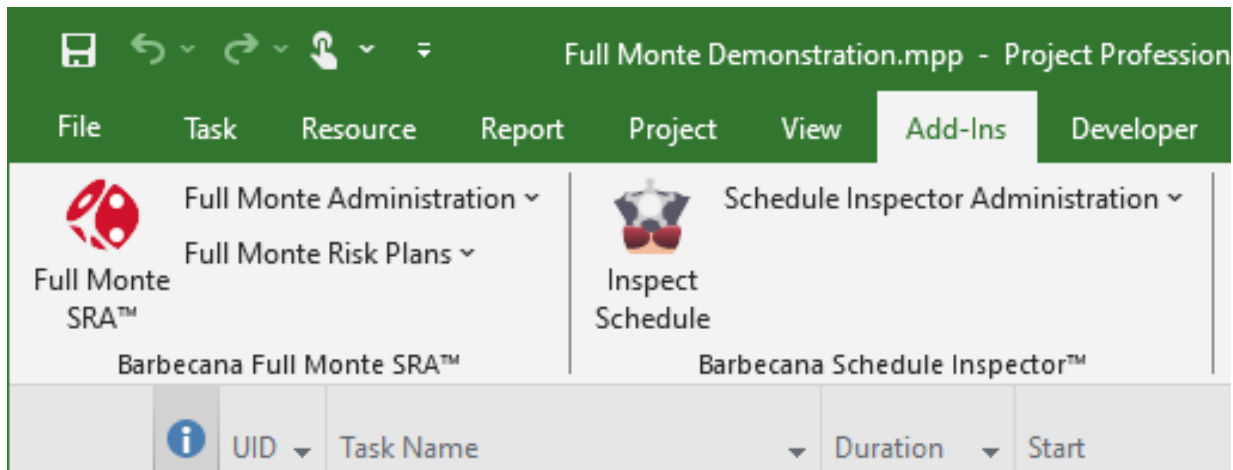 Full Monte Demonstration.mpp - Project Profession
File Task Resource Report Project View Add-Ins Developer
Full Monte Administration
Full Monte Risk Plans
Full Monte
SRA™
Barbecana Full Monte SRA™
Schedule Inspector Administration
Inspect
Schedule
Barbecana Schedule Inspector™
UID Task Name Duration Start